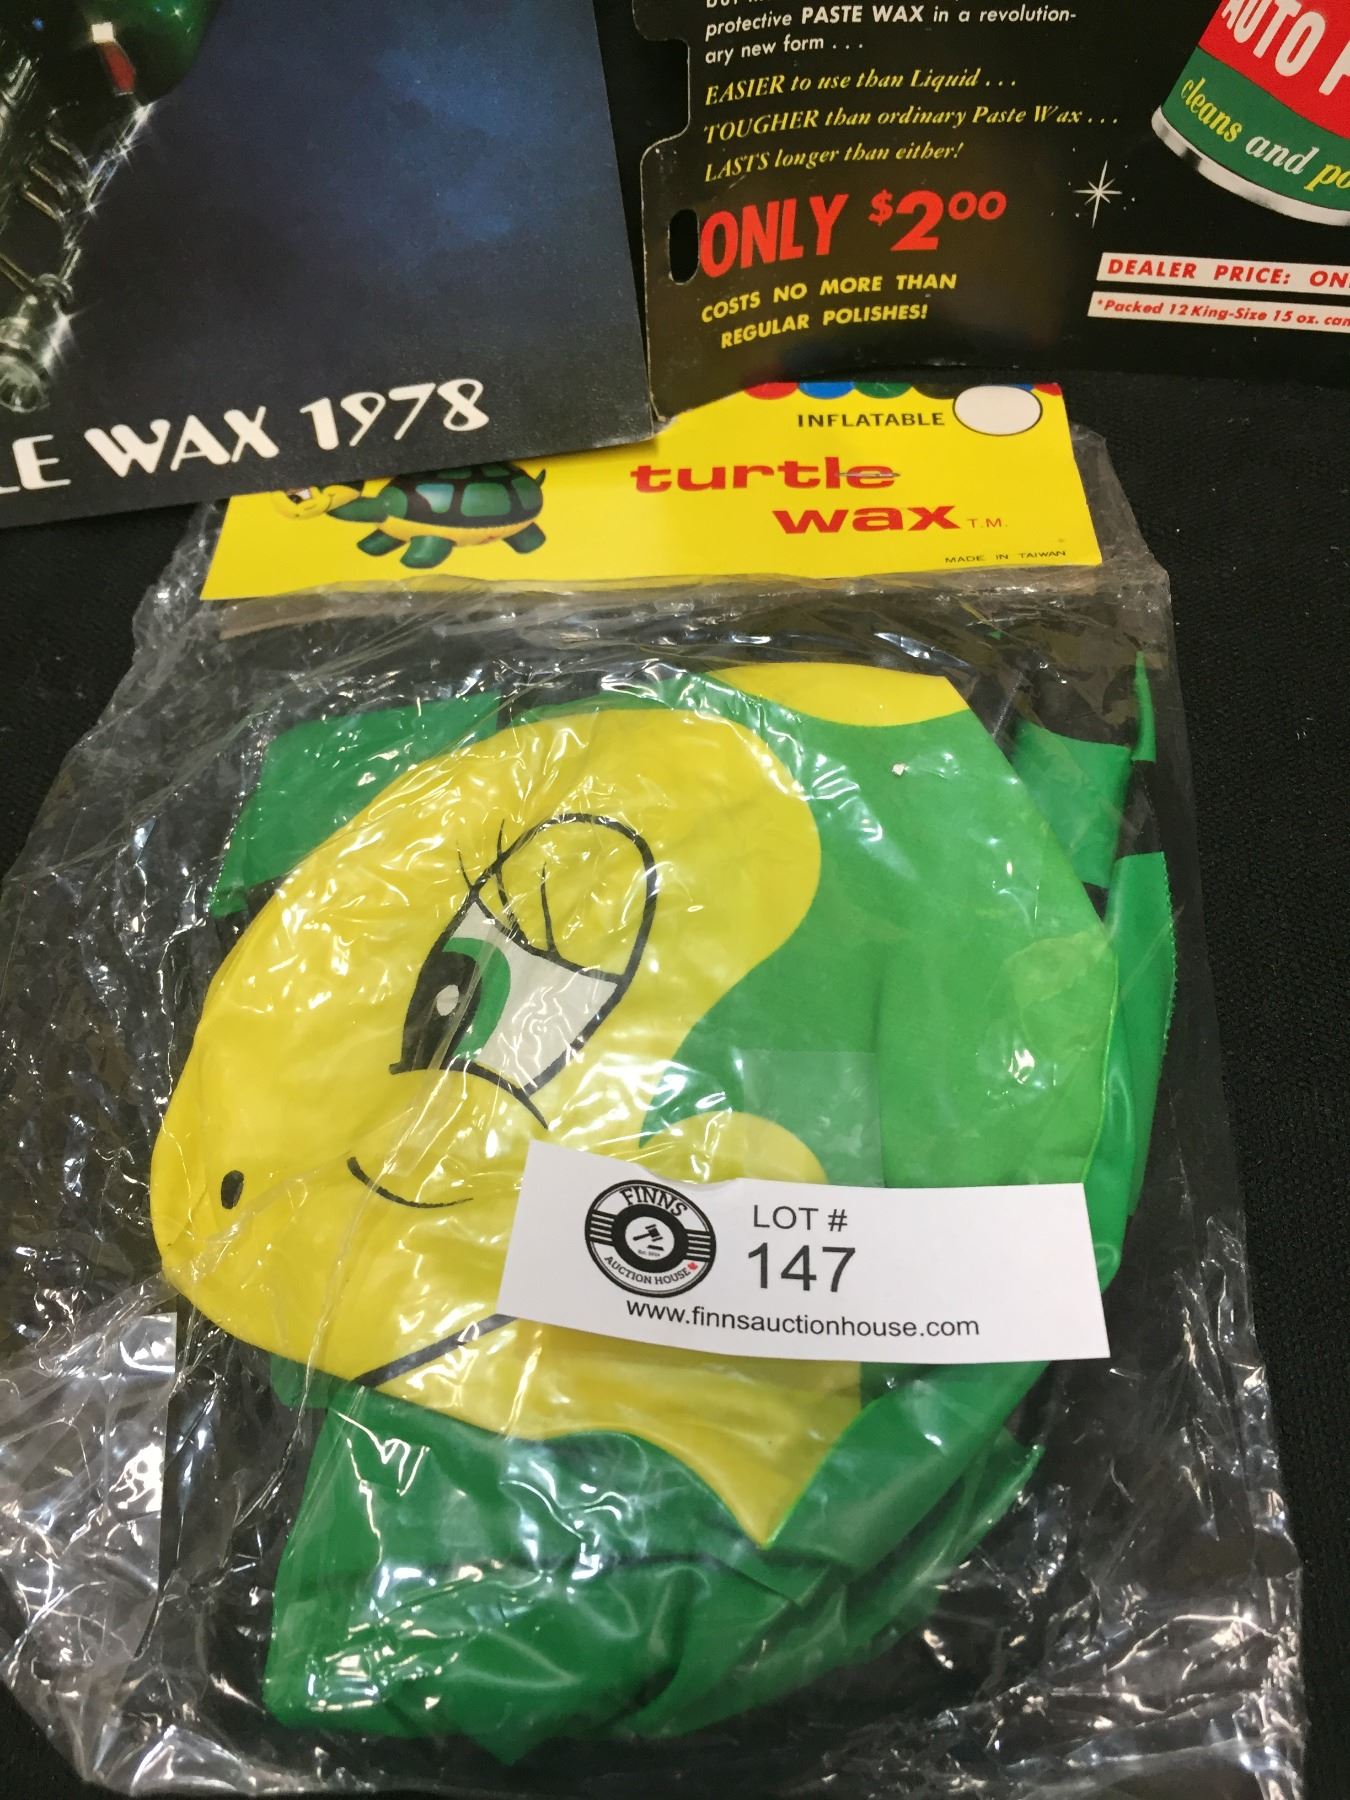 protective PASTE WAX in a revolution-
ary new form . . .
EASIER to use than Liquid . . .
TOUGHER than ordinary Paste Wax . . .
LASTS longer than either!
ONLY $2.00
COSTS NO MORE THAN
REGULAR POLISHES!
AUTO
cleans and
DEALER PRICE:
*Packed 12 King-Size 15 oz.
LE WAX 1978
INFLATABLE
turtle
wax T.M.
MADE IN TAIWAN
FINNS
AUCTION HOUSE
LOT #
147
www.finnsauctionhouse.com